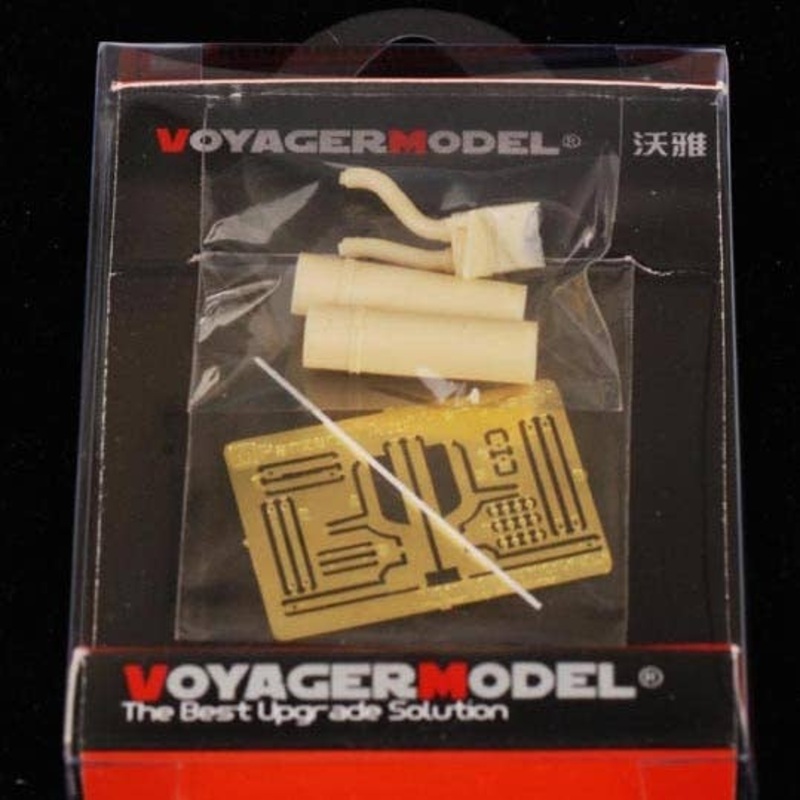 VOYAGERMODEL® 沃雅
VOYAGERMODEL®
The Best Upgrade Solution